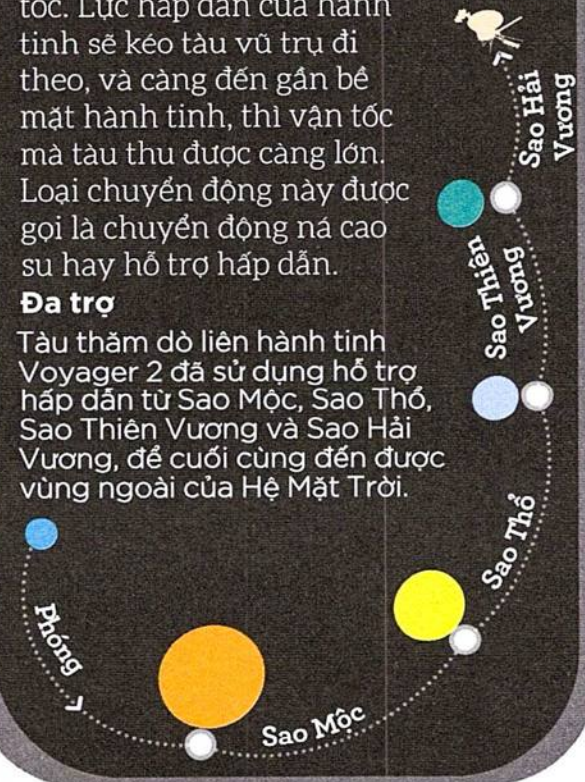 tốc. Lực hấp dẫn của hành
tinh sẽ kéo tàu vũ trụ đi
theo, và càng đến gần bề
mặt hành tinh, thì vận tốc
mà tàu thu được càng lớn.
Loại chuyển động này được
gọi là chuyển động ná cao
su hay hỗ trợ hấp dẫn.
Đa trợ
Tàu thăm dò liên hành tinh
Voyager 2 đã sử dụng hỗ trợ
hấp dẫn từ Sao Mộc, Sao Thổ,
Sao Thiên Vương và Sao Hải
Vương, để cuối cùng đến được
vùng ngoài của Hệ Mặt Trời.
Phóng
Sao Mộc
Sao Thổ
Sao Thiên
Vương
Sao Hải
Vương